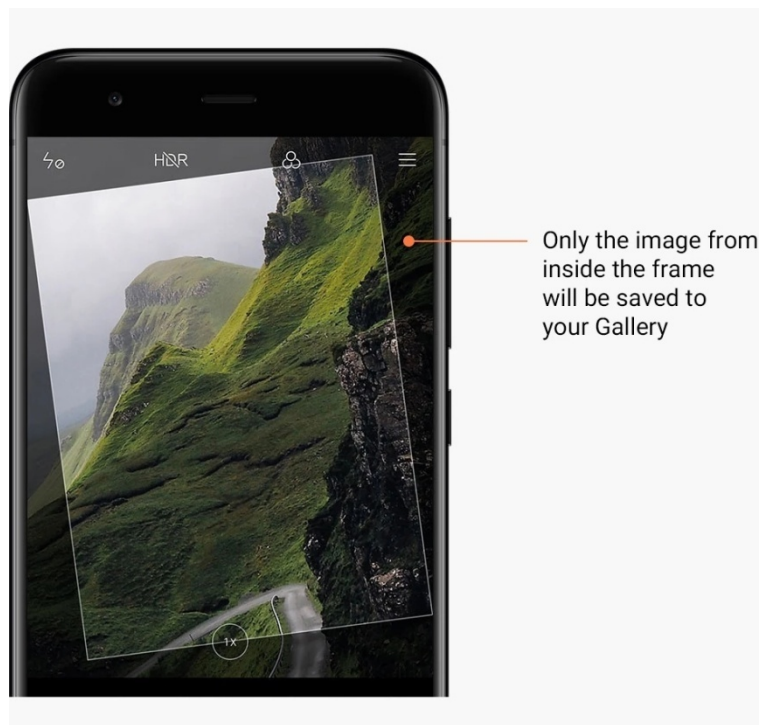 HDR
Only the image from
inside the frame
will be saved to
your Gallery
1X